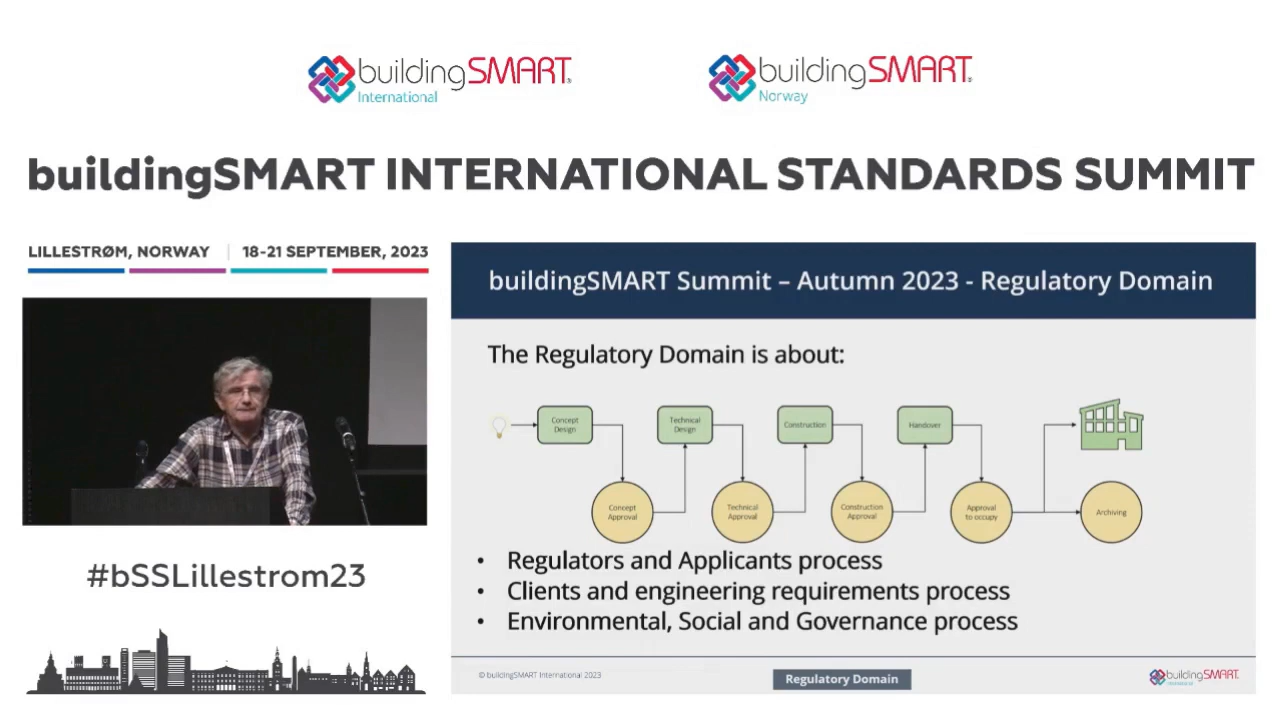 buildingSMART
International
buildingSMART
Norway
buildingSMART INTERNATIONAL STANDARDS SUMMIT
LILLESTRØM, NORWAY | 18-21 SEPTEMBER, 2023
buildingSMART Summit – Autumn 2023 - Regulatory Domain
The Regulatory Domain is about:
Concept
Design
Technical
Design
Construction
Handover
Concept
Approval
Technical
Approval
Construction
Approval
Approval
to occupy
Archiving
• Regulators and Applicants process
• Clients and engineering requirements process
• Environmental, Social and Governance process
#bSSLillestrom23
© buildingSMART International 2023
Regulatory Domain
buildingSMART
International